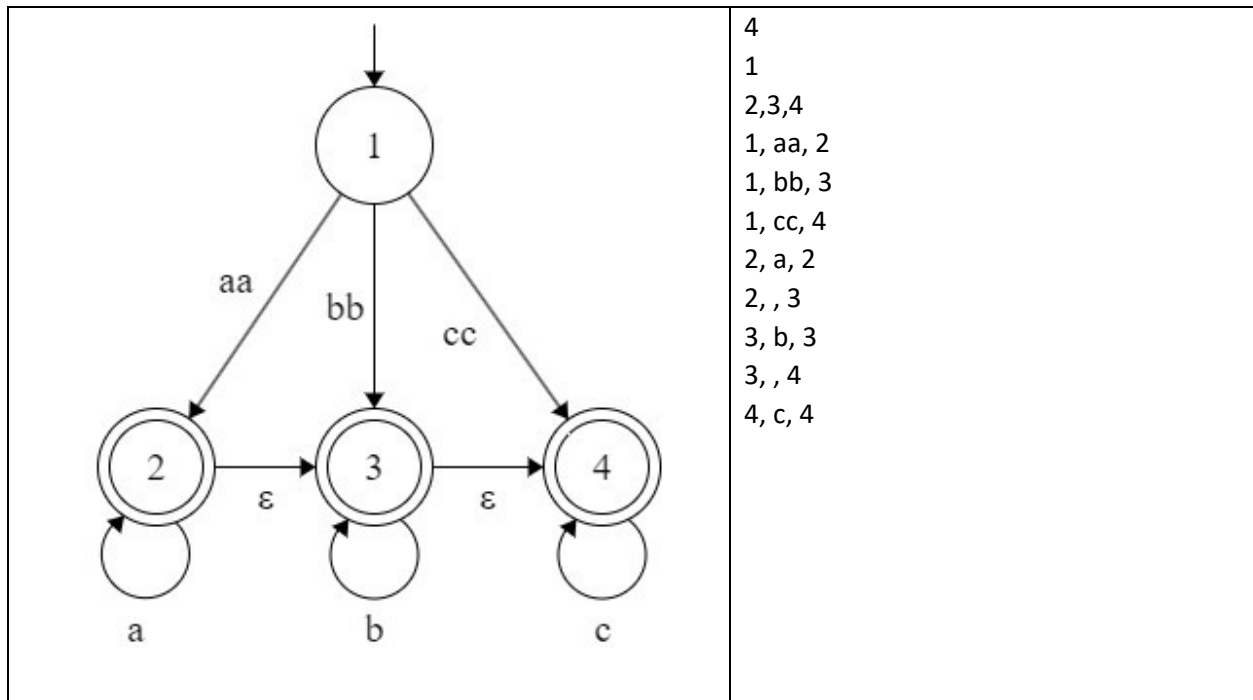 1
aa
bb
cc
2
3
4
ε
ε
a
b
c
4
1
2,3,4
1, aa, 2
1, bb, 3
1, cc, 4
2, a, 2
2, , 3
3, b, 3
3, , 4
4, c, 4